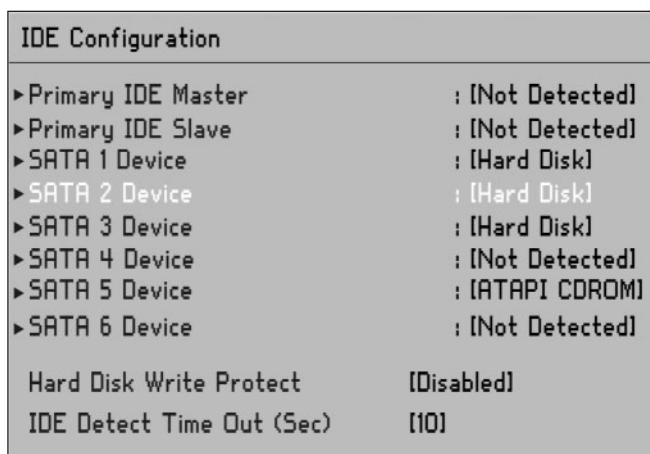 IDE Configuration
▸Primary IDE Master : [Not Detected]
▸Primary IDE Slave : [Not Detected]
▸SATA 1 Device : [Hard Disk]
▸SATA 2 Device : [Hard Disk]
▸SATA 3 Device : [Hard Disk]
▸SATA 4 Device : [Not Detected]
▸SATA 5 Device : [ATAPI CDROM]
▸SATA 6 Device : [Not Detected]
Hard Disk Write Protect [Disabled]
IDE Detect Time Out (Sec) [10]